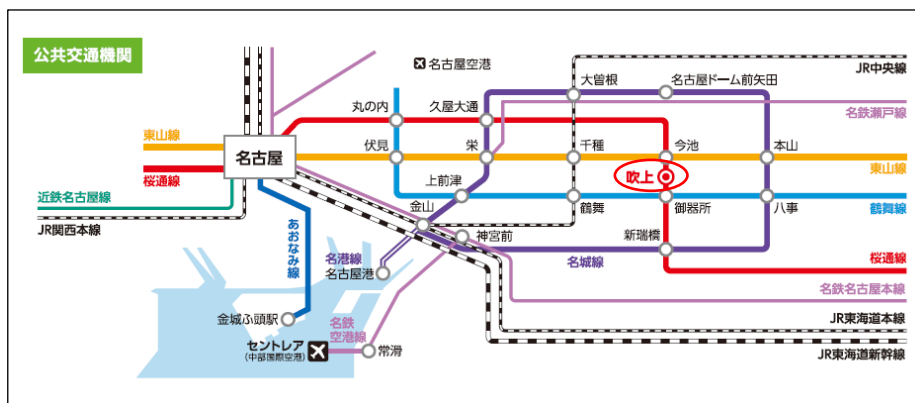 公共交通機関
名古屋空港
大曽根
名古屋ドーム前矢田
JR中央線
丸の内
久屋大通
名鉄瀬戸線
東山線
名古屋
伏見
栄
千種
今池
本山
東山線
桜通線
吹上
上前津
近鉄名古屋線
金山
鶴舞
御器所
八事
鶴舞線
JR関西本線
あおなみ線
神宮前
新瑞橋
名港線
名古屋港
名城線
桜通線
名鉄名古屋本線
金城ふ頭駅
名鉄
空港線
JR東海道本線
セントレア
(中部国際空港)
常滑
JR東海道新幹線